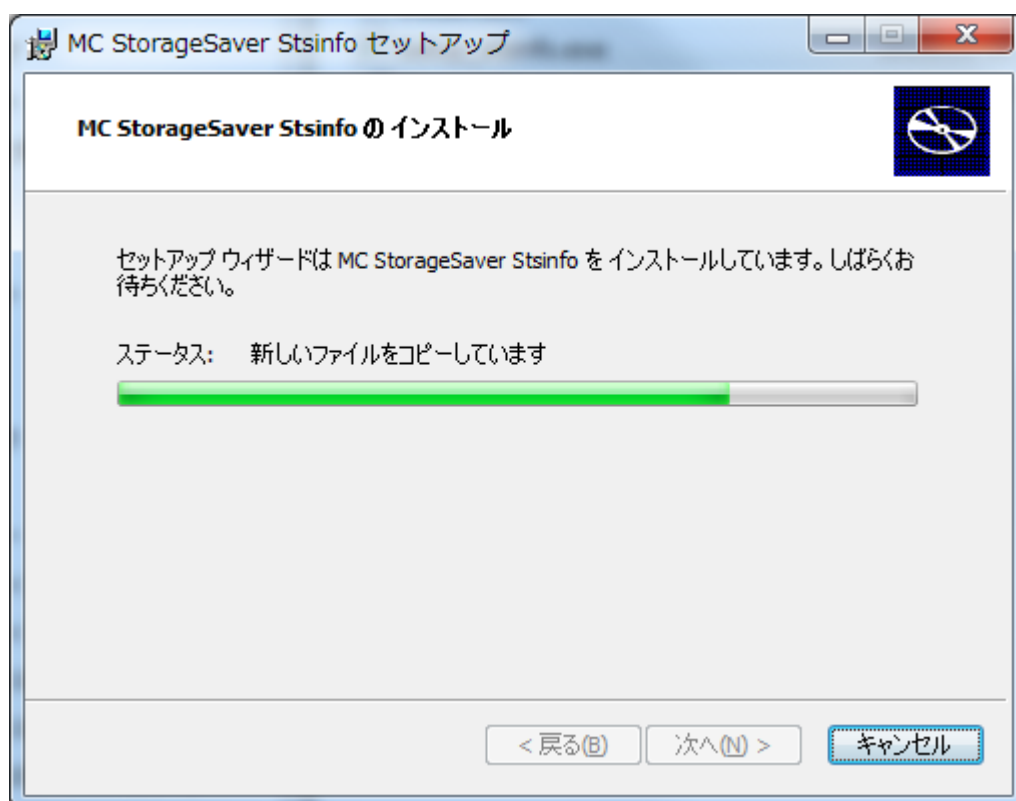 MC StorageSaver Stsinfo セットアップ
MC StorageSaver Stsinfo の インストール
セットアップ ウィザードは MC StorageSaver Stsinfo を インストールしています。しばらくお
待ちください。
ステータス: 新しいファイルをコピーしています
< 戻る(B) 次へ(N) > キャンセル